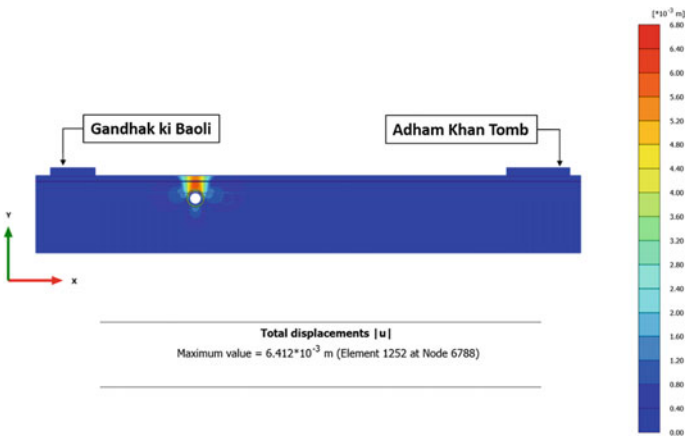 [*10⁻³ m]
6.80
6.40
6.00
5.60
5.20
4.80
4.40
4.00
3.60
3.20
2.80
2.40
2.00
1.60
1.20
0.80
0.40
0.00
Gandhak ki Baoli
Adham Khan Tomb
Y
X
Total displacements |u|
Maximum value = 6.412*10⁻³ m (Element 1252 at Node 6788)